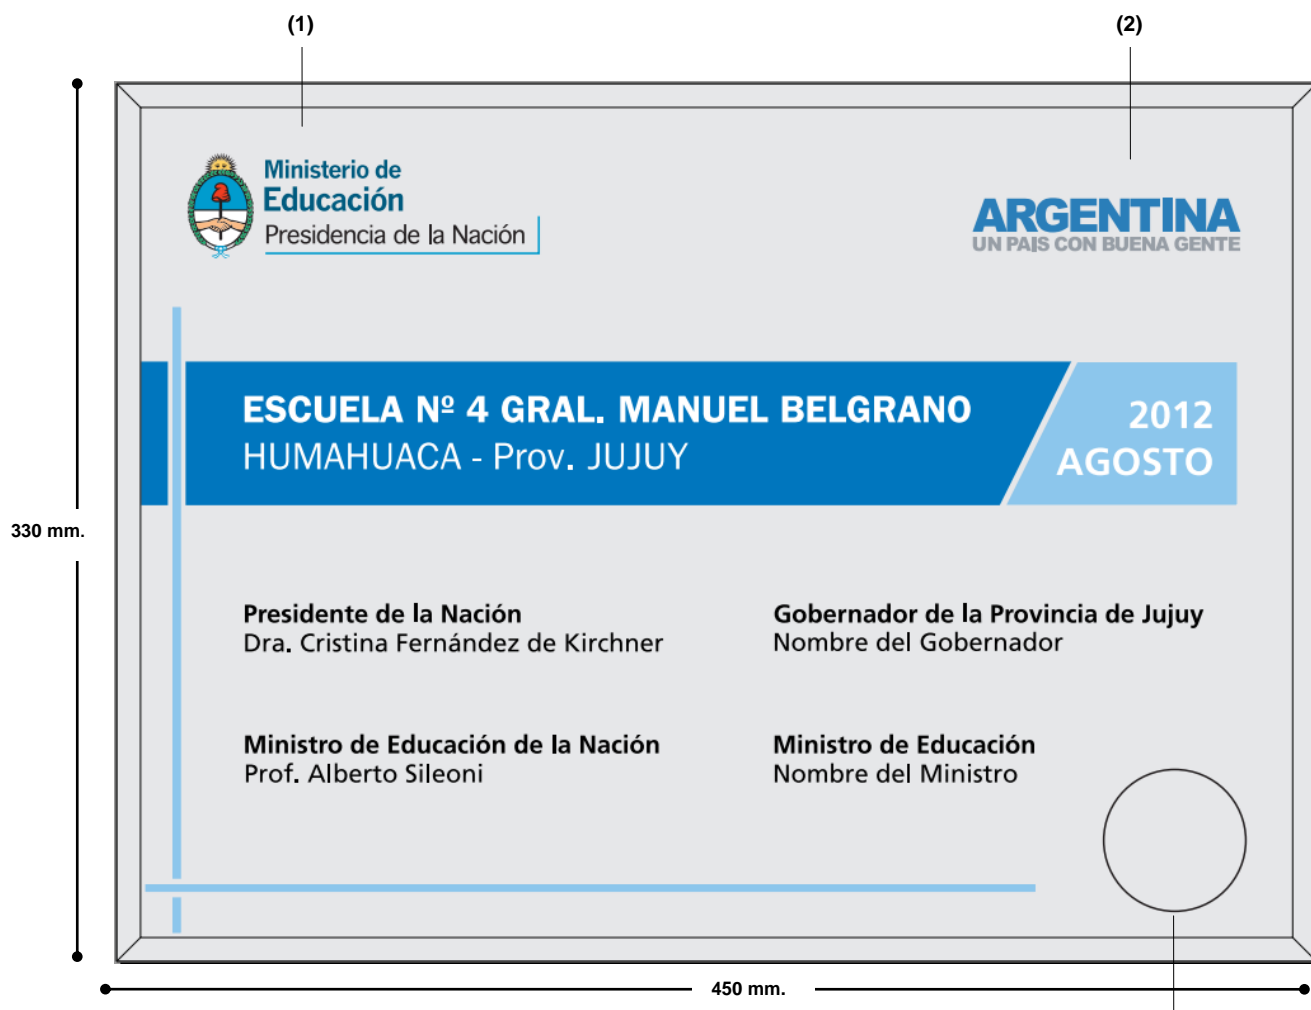 (1)
(2)
Ministerio de
Educación
Presidencia de la Nación
ARGENTINA
UN PAIS CON BUENA GENTE
ESCUELA Nº 4 GRAL. MANUEL BELGRANO
HUMAHUACA - Prov. JUJUY
2012
AGOSTO
330 mm.
Presidente de la Nación
Dra. Cristina Fernández de Kirchner
Gobernador de la Provincia de Jujuy
Nombre del Gobernador
Ministro de Educación de la Nación
Prof. Alberto Sileoni
Ministro de Educación
Nombre del Ministro
450 mm.